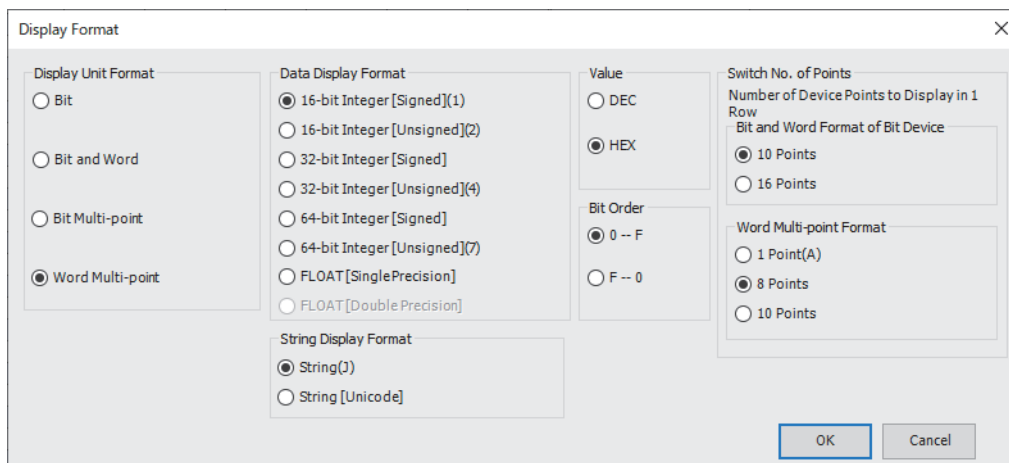 Display Format
Display Unit Format
Bit
Bit and Word
Bit Multi-point
Word Multi-point
Data Display Format
16-bit Integer[Signed](1)
16-bit Integer[Unsigned](2)
32-bit Integer[Signed]
32-bit Integer[Unsigned](4)
64-bit Integer[Signed]
64-bit Integer[Unsigned](7)
FLOAT[SinglePrecision]
FLOAT[Double Precision]
String Display Format
String(J)
String [Unicode]
Value
DEC
HEX
Bit Order
0 -- F
F -- 0
Switch No. of Points
Number of Device Points to Display in 1
Row
Bit and Word Format of Bit Device
10 Points
16 Points
Word Multi-point Format
1 Point(A)
8 Points
10 Points
OK
Cancel